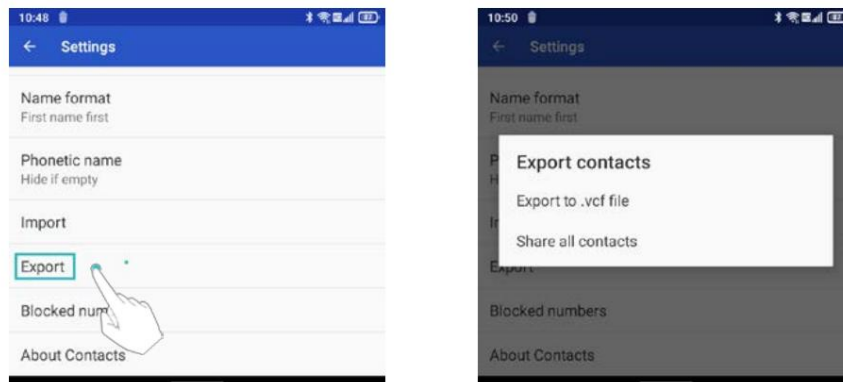 10:48
Settings
Name format
First name first
Phonetic name
Hide if empty
Import
Export
Blocked num
About Contacts
10:50
Settings
Name format
First name first
P
H
Export contacts
Export to .vcf file
Share all contacts
Export
Blocked numbers
About Contacts